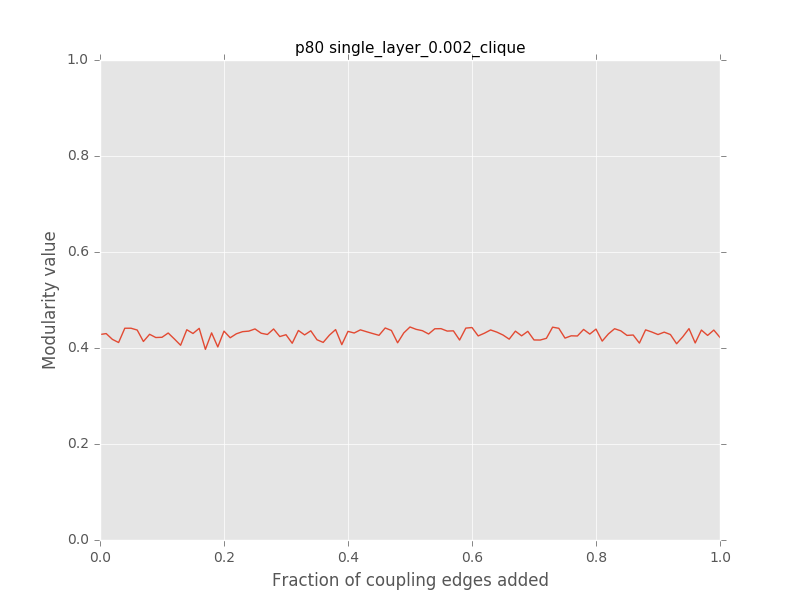 p80 single_layer_0.002_clique
1.0
0.8
0.6
0.4
0.2
0.0
Modularity value
0.0 0.2 0.4 0.6 0.8 1.0
Fraction of coupling edges added